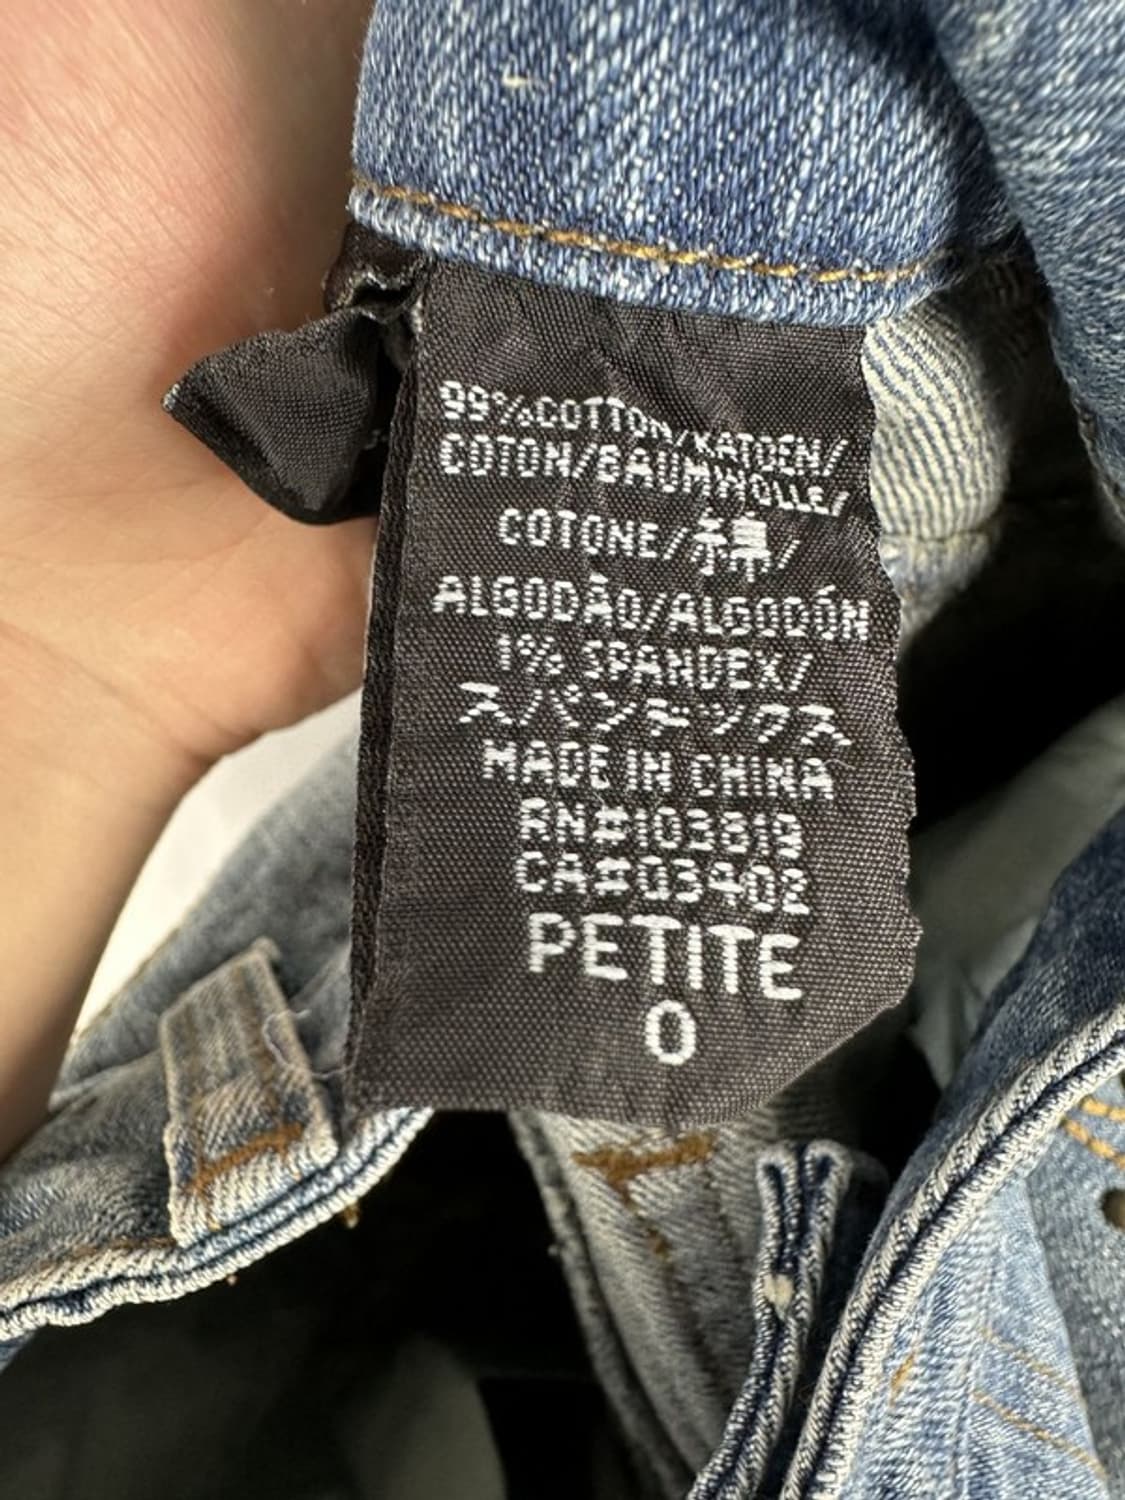 99%COTTON/KATOEN/
COTON/BAUMWOLLE/
COTONE/綿/
ALGODÃO/ALGODÓN
1% SPANDEX/
スパンデックス
MADE IN CHINA
RN#103819
CA#03402
PETITE
0